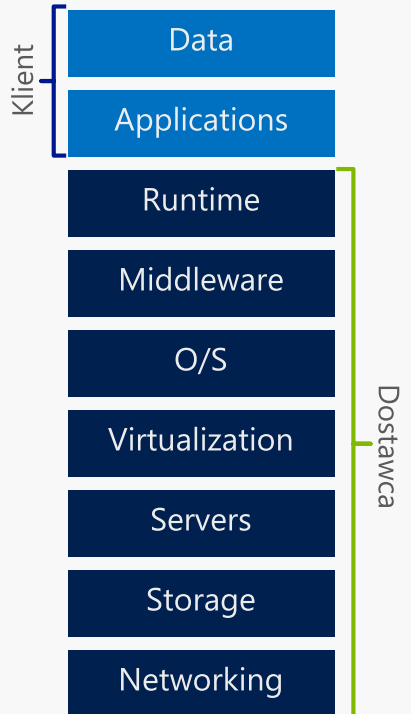 Klient
Data
Applications
Runtime
Middleware
O/S
Virtualization
Servers
Storage
Networking
Dostawca